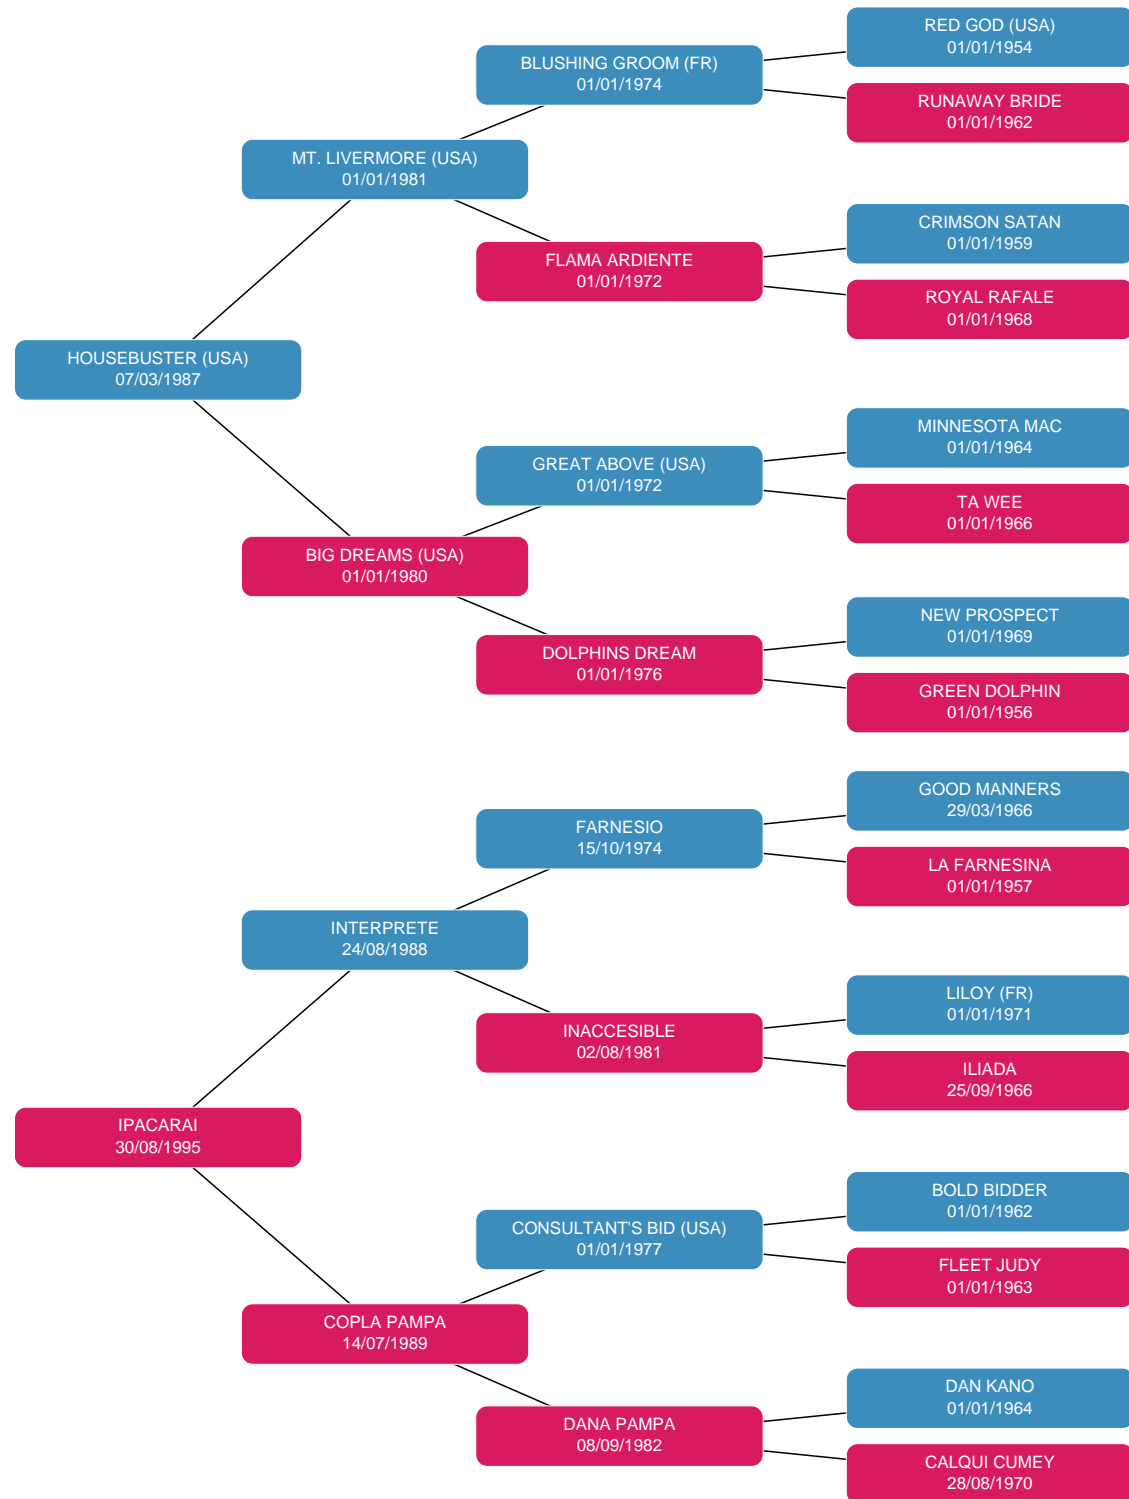 RED GOD (USA)
01/01/1954
BLUSHING GROOM (FR)
01/01/1974
RUNAWAY BRIDE
01/01/1962
MT. LIVERMORE (USA)
01/01/1981
CRIMSON SATAN
01/01/1959
FLAMA ARDIENTE
01/01/1972
ROYAL RAFALE
01/01/1968
HOUSEBUSTER (USA)
07/03/1987
MINNESOTA MAC
01/01/1964
GREAT ABOVE (USA)
01/01/1972
TA WEE
01/01/1966
BIG DREAMS (USA)
01/01/1980
NEW PROSPECT
01/01/1969
DOLPHINS DREAM
01/01/1976
GREEN DOLPHIN
01/01/1956
GOOD MANNERS
29/03/1966
FARNESIO
15/10/1974
LA FARNESINA
01/01/1957
INTERPRETE
24/08/1988
LILOY (FR)
01/01/1971
INACCESIBLE
02/08/1981
ILIADA
25/09/1966
IPACARAI
30/08/1995
BOLD BIDDER
01/01/1962
CONSULTANT'S BID (USA)
01/01/1977
FLEET JUDY
01/01/1963
COPLA PAMPA
14/07/1989
DAN KANO
01/01/1964
DANA PAMPA
08/09/1982
CALQUI CUMEY
28/08/1970